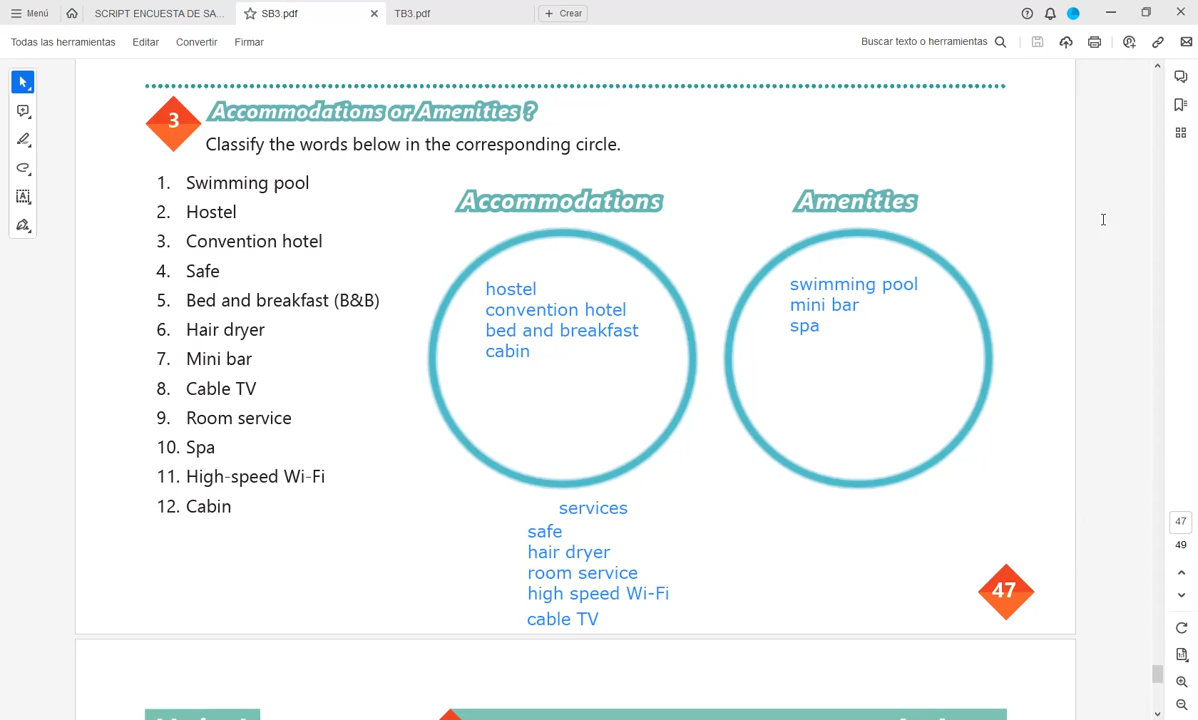 Menú
SCRIPT ENCUESTA DE SA...
SB3.pdf
TB3.pdf
Crear
Todas las herramientas
Editar
Convertir
Firmar
Buscar texto o herramientas
3
Accommodations or Amenities ?
Classify the words below in the corresponding circle.
1. Swimming pool
2. Hostel
3. Convention hotel
4. Safe
5. Bed and breakfast (B&B)
6. Hair dryer
7. Mini bar
8. Cable TV
9. Room service
10. Spa
11. High-speed Wi-Fi
12. Cabin
Accommodations
hostel
convention hotel
bed and breakfast
cabin
Amenities
swimming pool
mini bar
spa
services
safe
hair dryer
room service
high speed Wi-Fi
cable TV
47
47
49